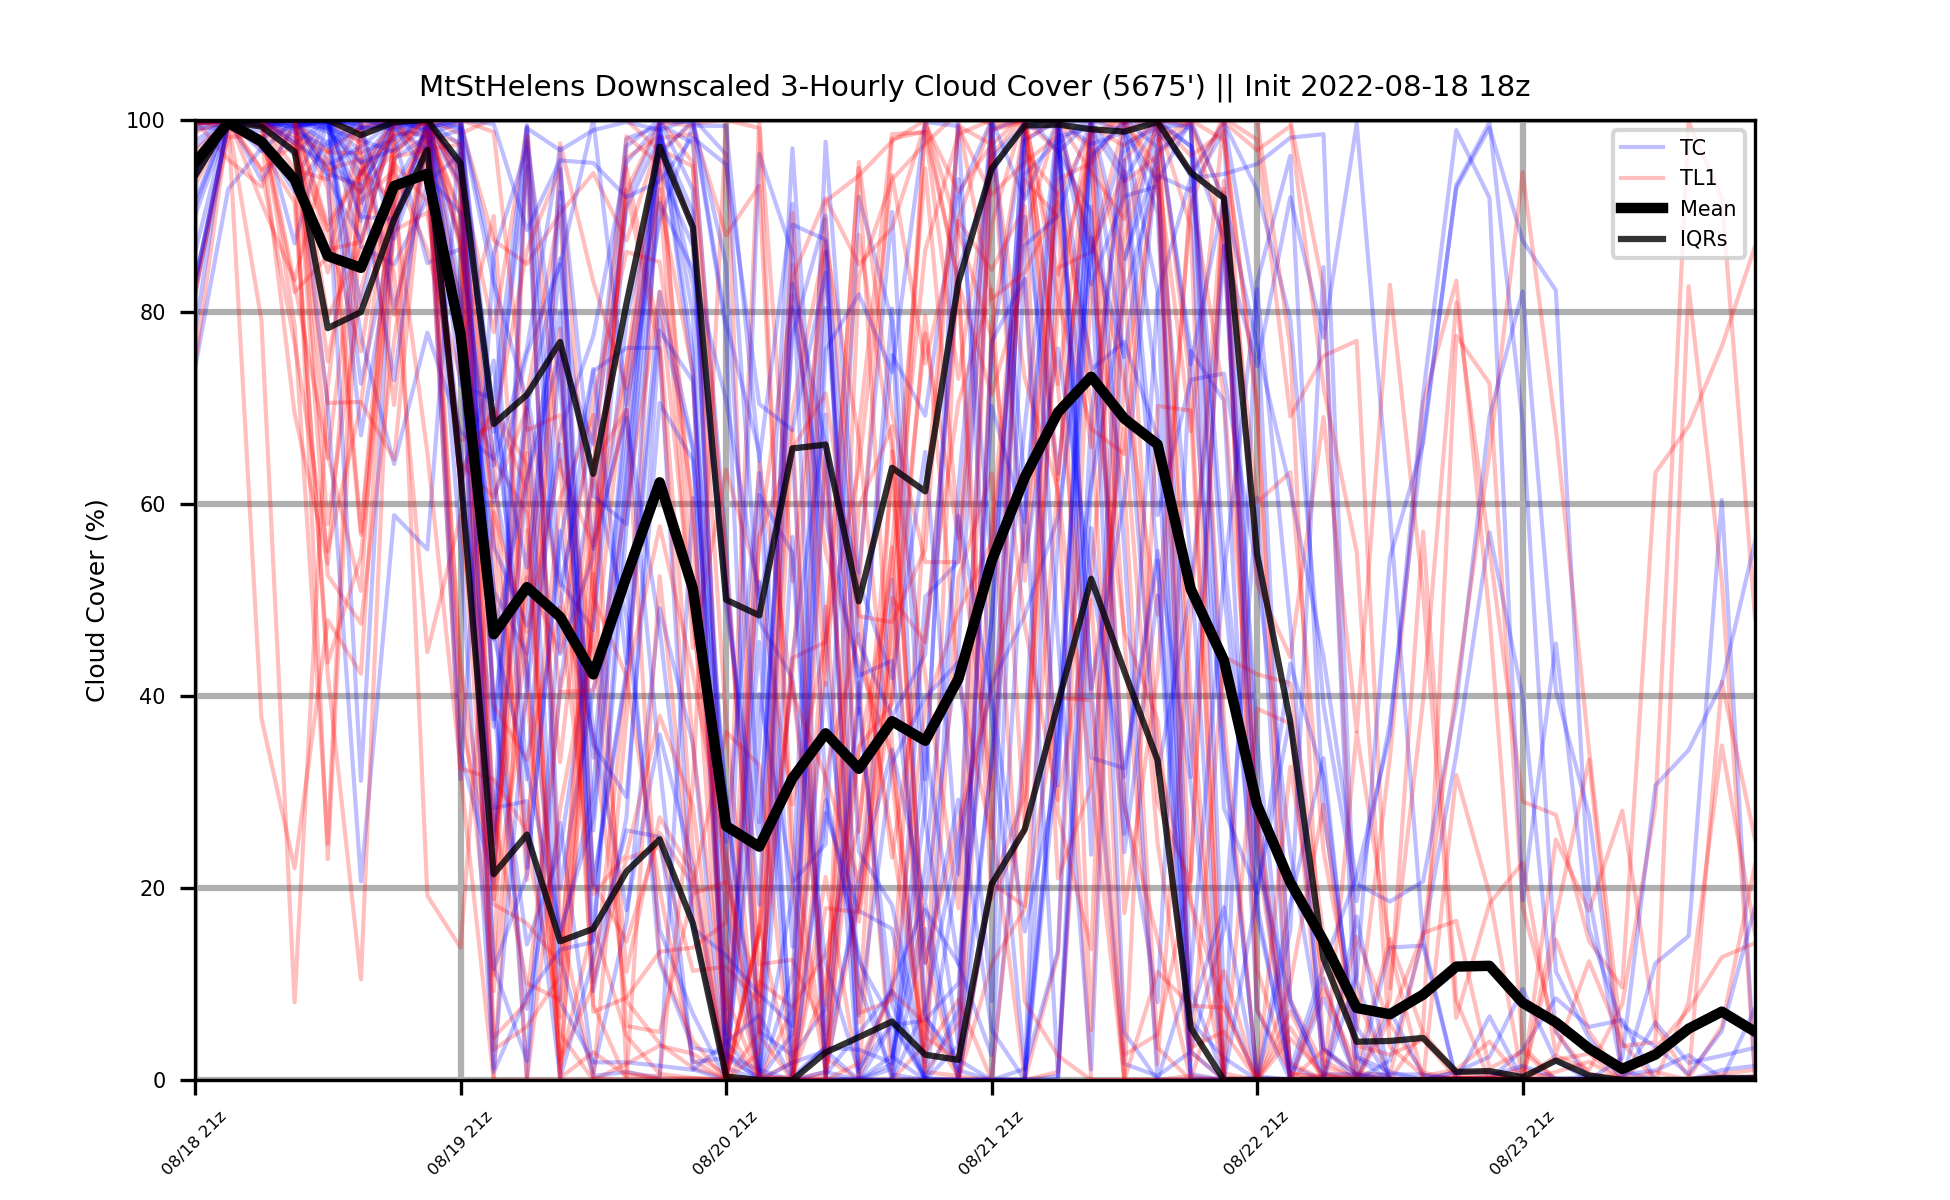 MtStHelens Downscaled 3-Hourly Cloud Cover (5675') || Init 2022-08-18 18z
Cloud Cover (%)
100
80
60
40
20
0
TC
TL1
Mean
IQRs
08/18 21z
08/19 21z
08/20 21z
08/21 21z
08/22 21z
08/23 21z